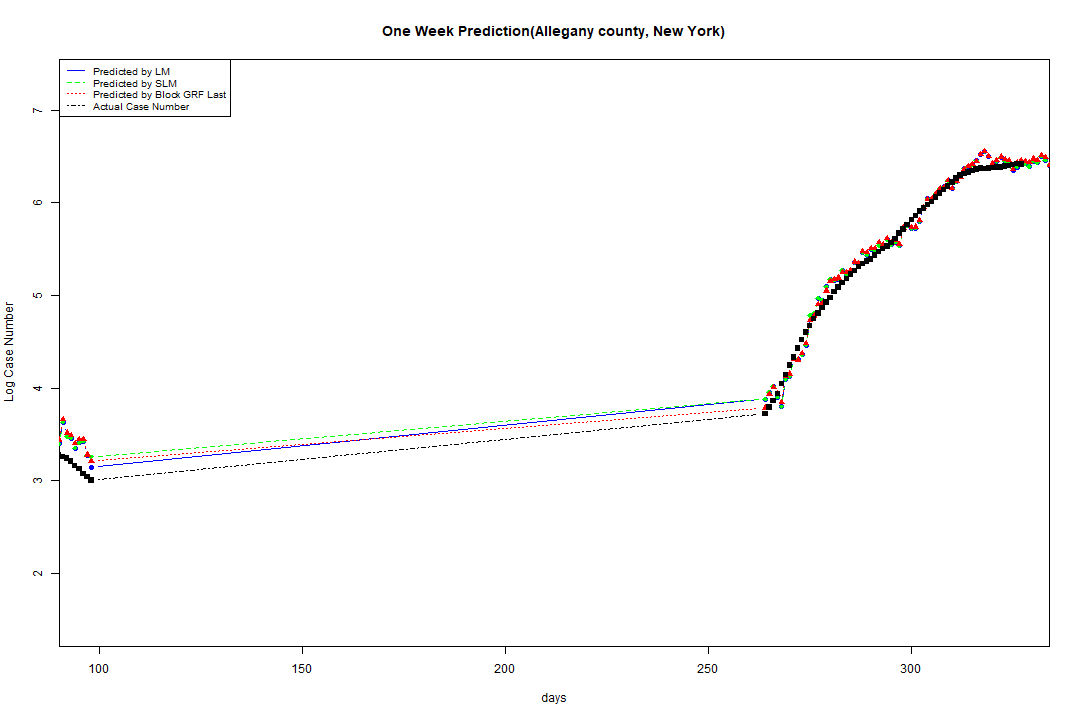 One Week Prediction(Allegany county, New York)
Predicted by LM
Predicted by SLM
Predicted by Block GRF Last
Actual Case Number
7
6
5
4
3
2
Log Case Number
100
150
200
250
300
days